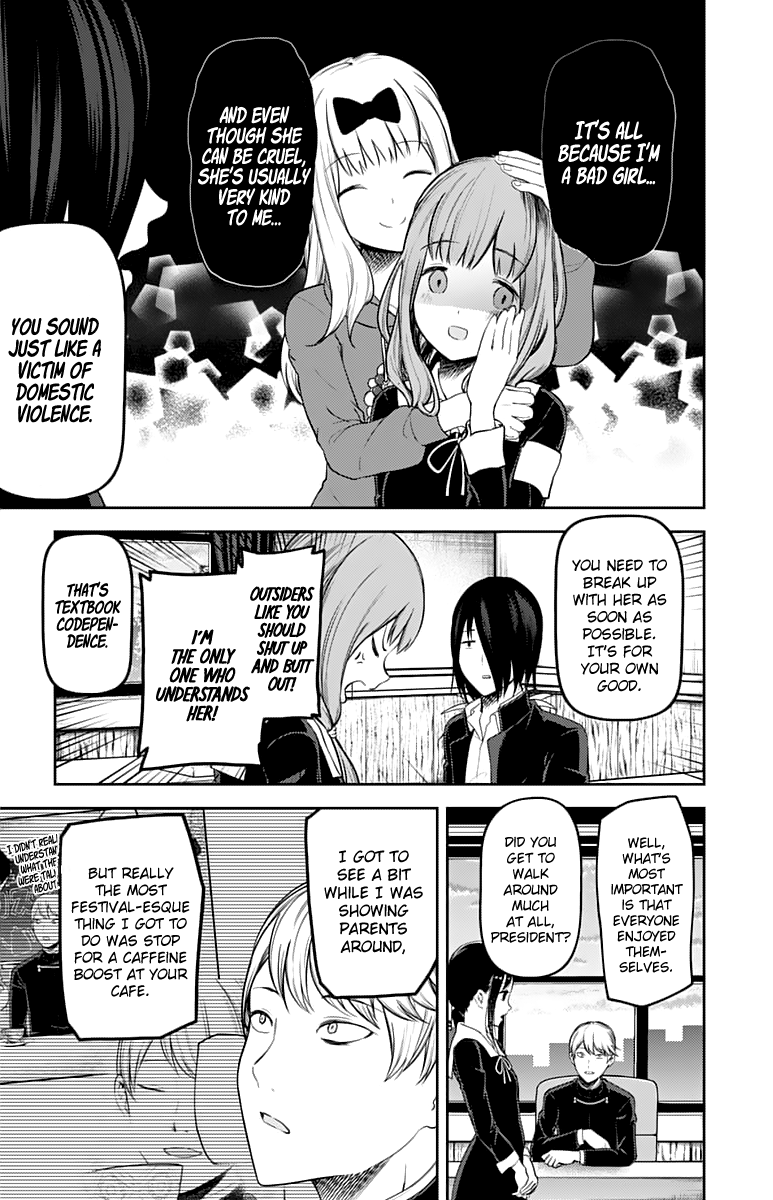 IT'S ALL
BECAUSE I'M
A BAD GIRL...
AND EVEN
THOUGH SHE
CAN BE CRUEL,
SHE'S USUALLY
VERY KIND
TO ME...
YOU SOUND
JUST LIKE A
VICTIM OF
DOMESTIC
VIOLENCE.
YOU NEED TO
BREAK UP
WITH HER AS
SOON AS
POSSIBLE.
IT'S FOR
YOUR OWN
GOOD.
OUTSIDERS
LIKE YOU
SHOULD
SHUT UP
AND BUTT
OUT!
I'M
THE ONLY
ONE WHO
UNDERSTANDS
HER!
THAT'S
TEXTBOOK
CODEPEN-
DENCE.
WELL,
WHAT'S
MOST
IMPORTANT
IS THAT
EVERYONE
ENJOYED
THEM-
SELVES.
DID YOU
GET TO
WALK
AROUND
MUCH
AT ALL,
PRESIDENT?
I GOT TO
SEE A BIT
WHILE I WAS
SHOWING
PARENTS
AROUND,
BUT REALLY
THE MOST
FESTIVAL-ESQUE
THING I GOT TO
DO WAS STOP
FOR A CAFFEINE
BOOST AT YOUR
CAFE.
I DIDN'T
WHAT THE
WERE
ABOUT